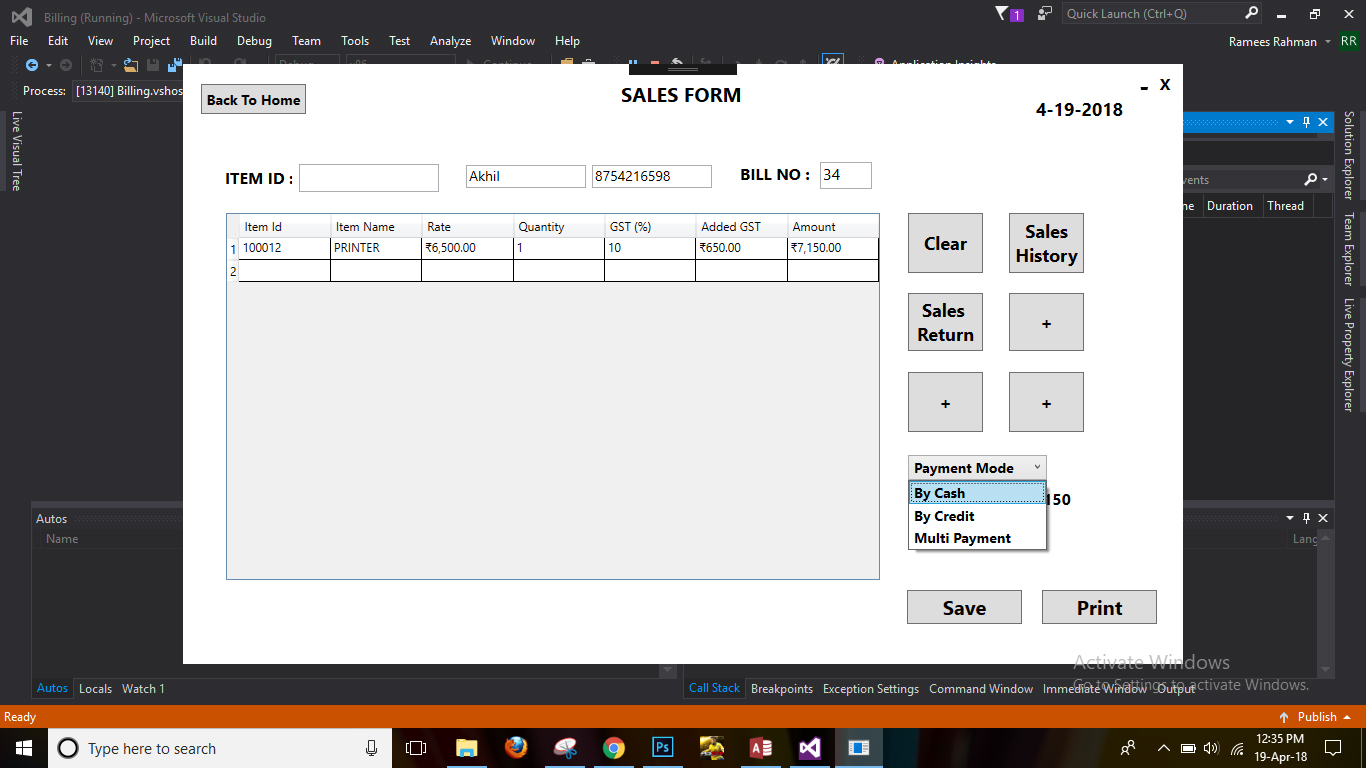 Billing (Running) - Microsoft Visual Studio
1
Quick Launch (Ctrl+Q)
File Edit View Project Build Debug Team Tools Test Analyze Window Help
Ramees Rahman RR
Process: [13140] Billing.vshos
Live Visual Tree
Back To Home
SALES FORM
X
4-19-2018
ITEM ID :
Akhil
8754216598
BILL NO :
34
Item Id Item Name Rate Quantity GST (%) Added GST Amount
1 100012 PRINTER ₹6,500.00 1 10 ₹650.00 ₹7,150.00
2
Clear
Sales History
Sales Return
+
+
+
Payment Mode
By Cash
By Credit
Multi Payment
150
Save
Print
Duration Thread
Solution Explorer
Team Explorer
Live Property Explorer
Autos
Name
Lang
Autos Locals Watch 1
Call Stack Breakpoints Exception Settings Command Window Immediate Window Output
Activate Windows
Go to Settings to activate Windows.
Ready
Publish
Type here to search
Ps
12:35 PM
19-Apr-18